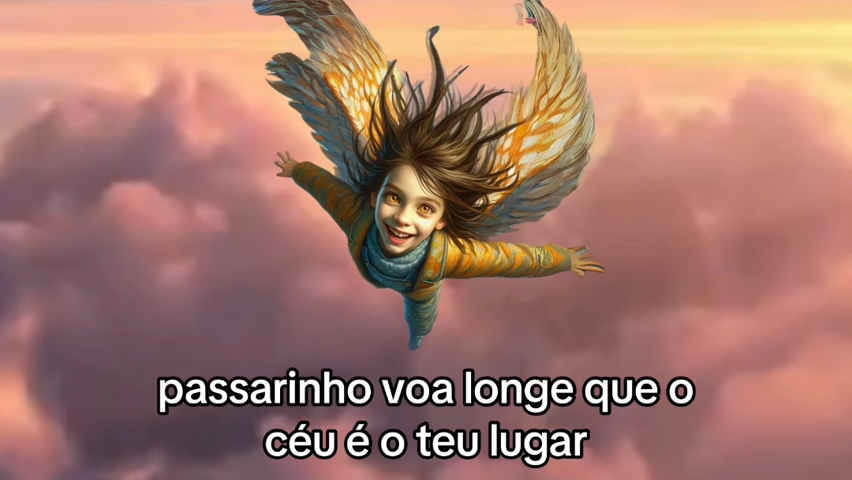 passarinho voa longe que o
céu é o teu lugar